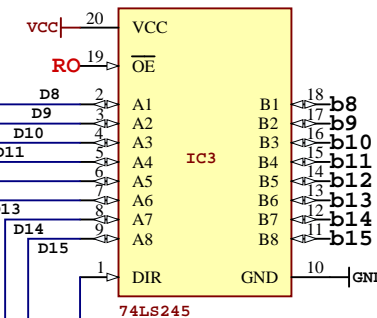 VCC 20 VCC
RO 19 OE
D8 2 A1 B1 18 b8
D9 3 A2 B2 17 b9
D10 4 A3 B3 16 b10
D11 5 A4 IC3 B4 15 b11
6 A5 B5 14 b12
7 A6 B6 13 b13
D13 8 A7 B7 12 b14
D14 9 A8 B8 11 b15
D15
1 DIR GND 10 GND
74LS245